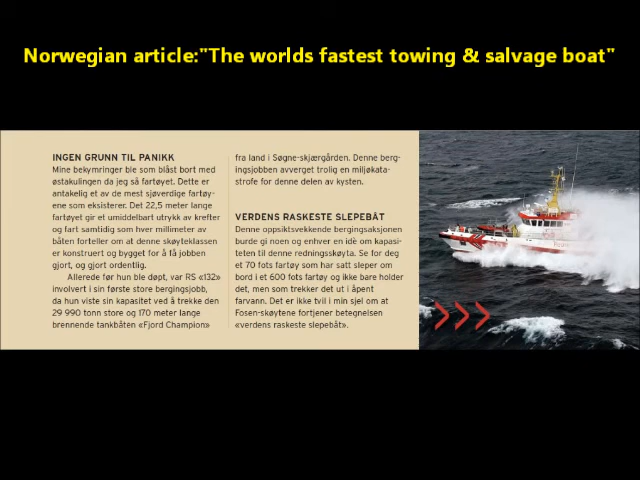 Norwegian article:"The worlds fastest towing & salvage boat"
INGEN GRUNN TIL PANIKK
Mine bekymringer ble som blåst bort med
østakulingen da jeg så fartøyet. Dette er
antakelig et av de mest sjøverdige fartøy-
ene som eksisterer. Det 22,5 meter lange
fartøyet gir et umiddelbart utrykk av krefter
og fart samtidig som hver millimeter av
båten forteller om at denne skøyteklassen
er konstruert og bygget for å få jobben
gjort, og gjort ordentlig.
Allerede før hun ble døpt, var RS «132»
involvert i sin første store bergingsjobb,
da hun viste sin kapasitet ved å trekke den
29 990 tonn store og 170 meter lange
brennende tankbåten «Fjord Champion»
fra land i Søgne-skjærgården. Denne berg-
ingsjobben avverget trolig en miljøkata-
strofe for denne delen av kysten.
VERDENS RASKESTE SLEPEBÅT
Denne oppsiktsvekkende bergingsaksjonen
burde gi noen og enhver en idè om kapasi-
teten til denne redningsskøyta. Se for deg
et 70 fots fartøy som har satt sleper om
bord i et 600 fots fartøy og ikke bare holder
det, men som trekker det ut i åpent
farvann. Det er ikke tvil i min sjel om at
Fosen-skøytene fortjener betegnelsen
«verdens raskeste slepebåt».